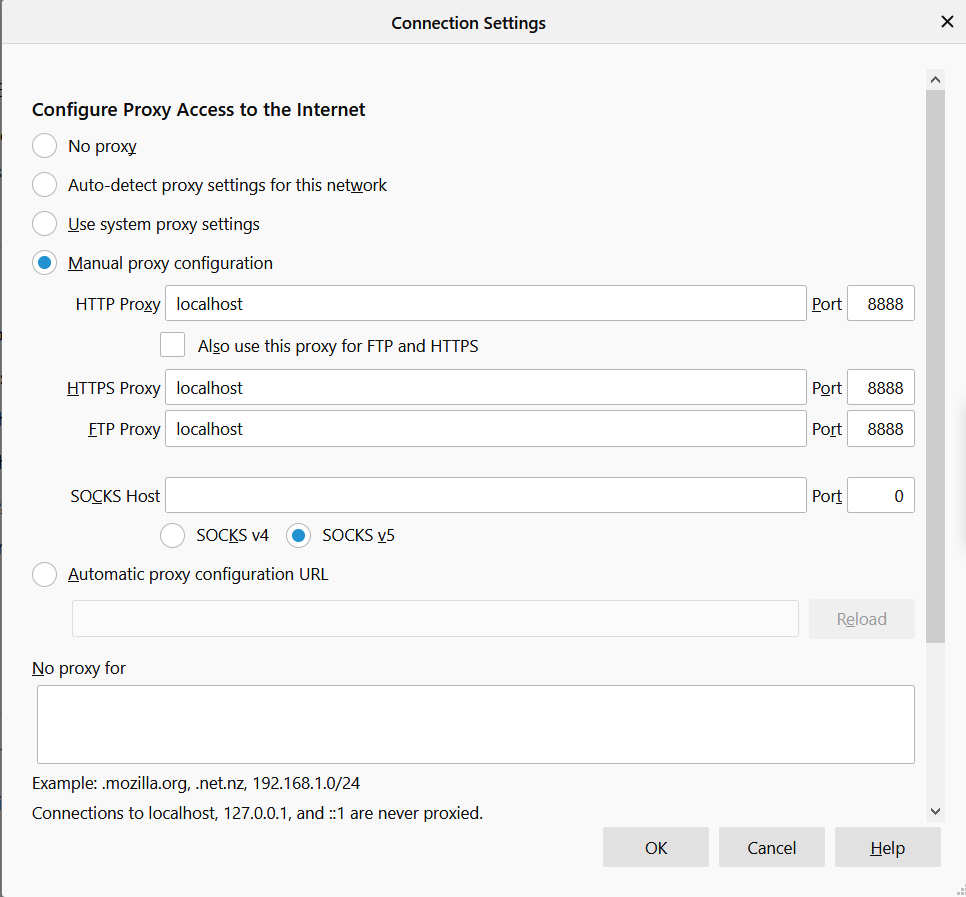 Connection Settings
Configure Proxy Access to the Internet
No proxy
Auto-detect proxy settings for this network
Use system proxy settings
Manual proxy configuration
HTTP Proxy localhost Port 8888
Also use this proxy for FTP and HTTPS
HTTPS Proxy localhost Port 8888
FTP Proxy localhost Port 8888
SOCKS Host Port 0
SOCKS v4 SOCKS v5
Automatic proxy configuration URL
Reload
No proxy for
Example: .mozilla.org, .net.nz, 192.168.1.0/24
Connections to localhost, 127.0.0.1, and ::1 are never proxied.
OK Cancel Help